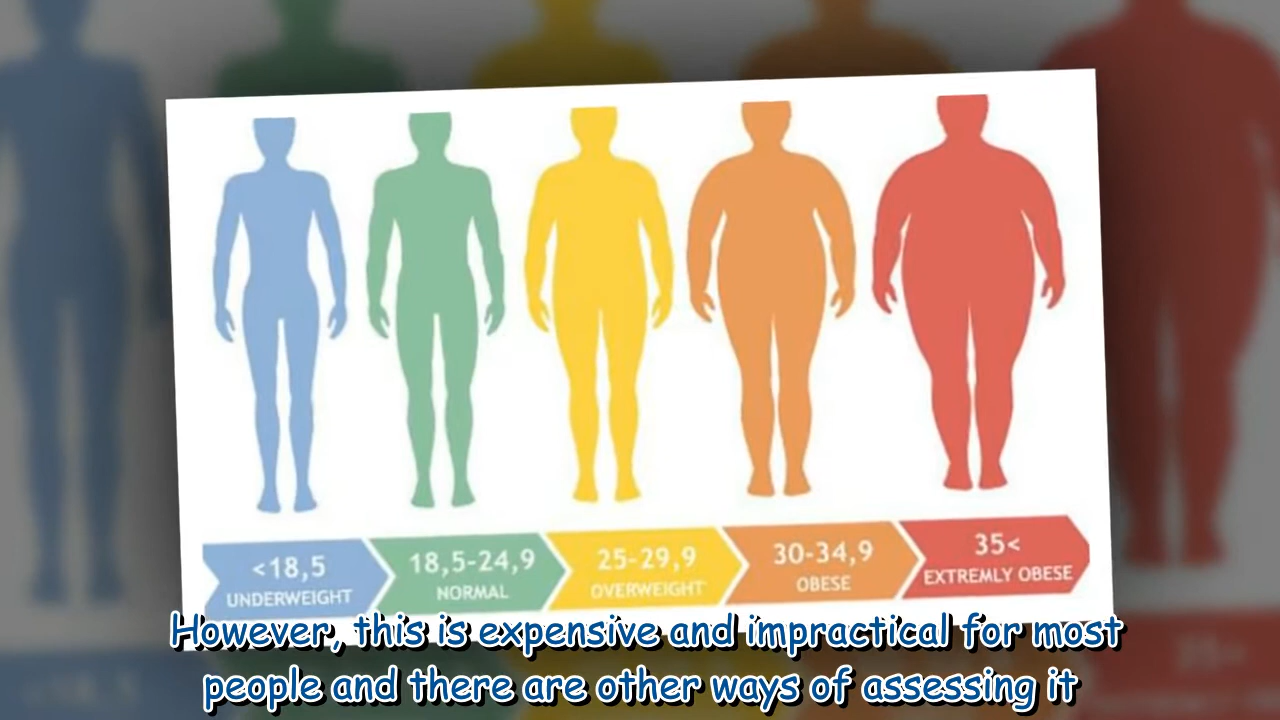 <18,5
UNDERWEIGHT
18,5-24,9
NORMAL
25-29,9
OVERWEIGHT
30-34,9
OBESE
35<
EXTREMLY OBESE
However, this is expensive and impractical for most
people and there are other ways of assessing it